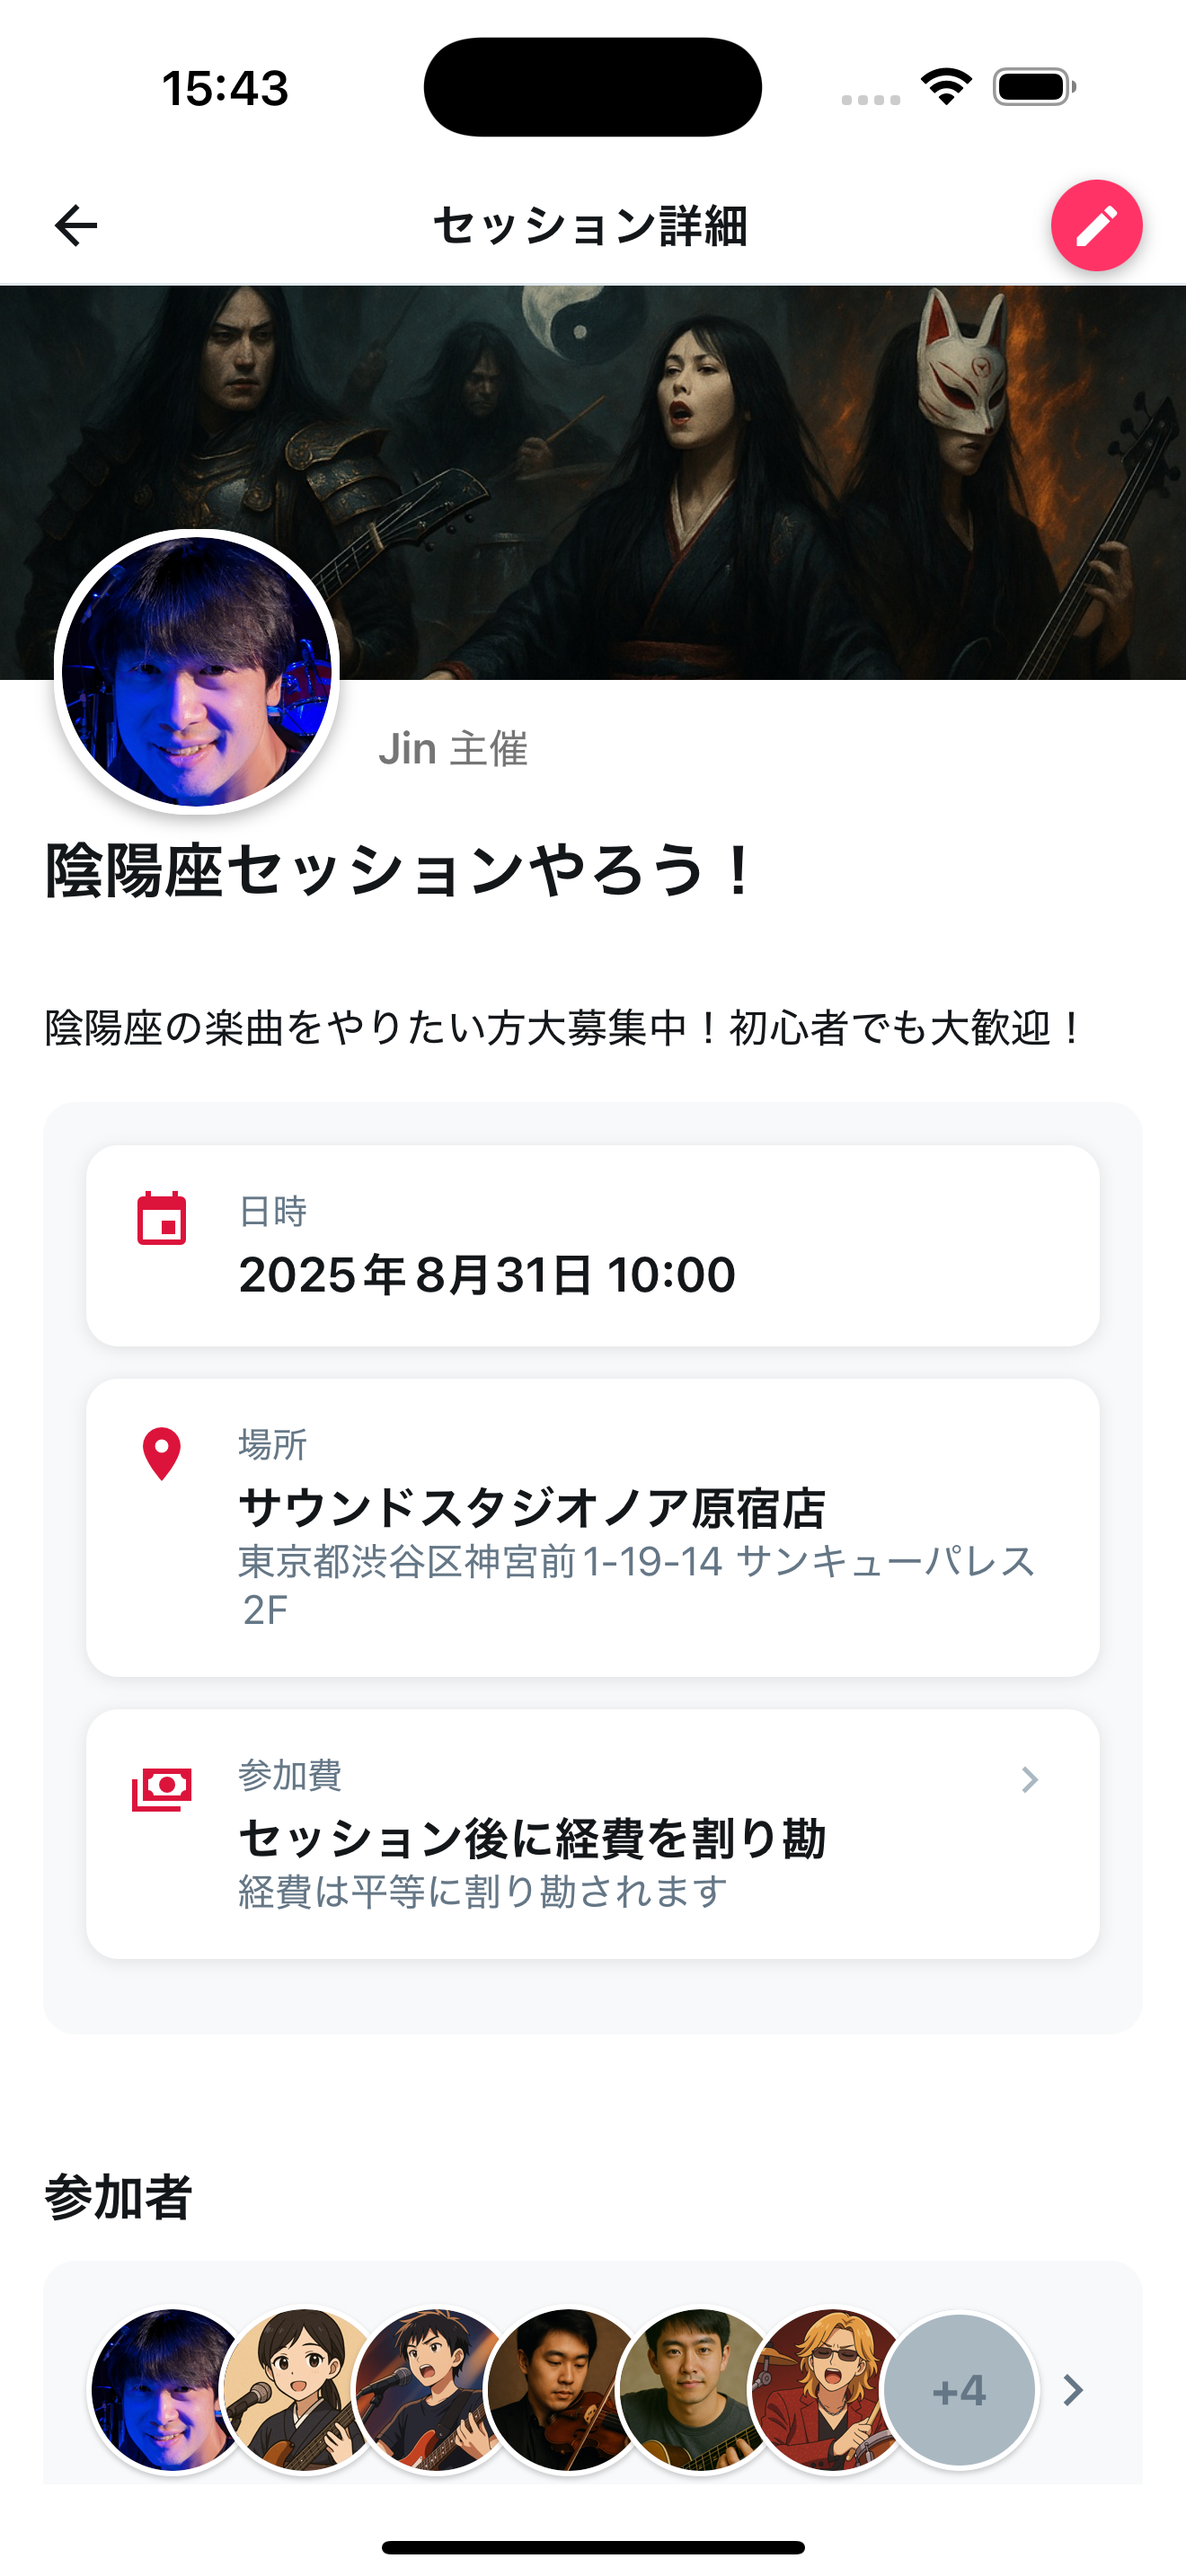 15:43
セッション詳細
Jin 主催
陰陽座セッションやろう！
陰陽座の楽曲をやりたい方大募集中！初心者でも大歓迎！
日時
2025年8月31日 10:00
場所
サウンドスタジオノア原宿店
東京都渋谷区神宮前1-19-14 サンキューパレス
2F
参加費
セッション後に経費を割り勘
経費は平等に割り勘されます
参加者
+4